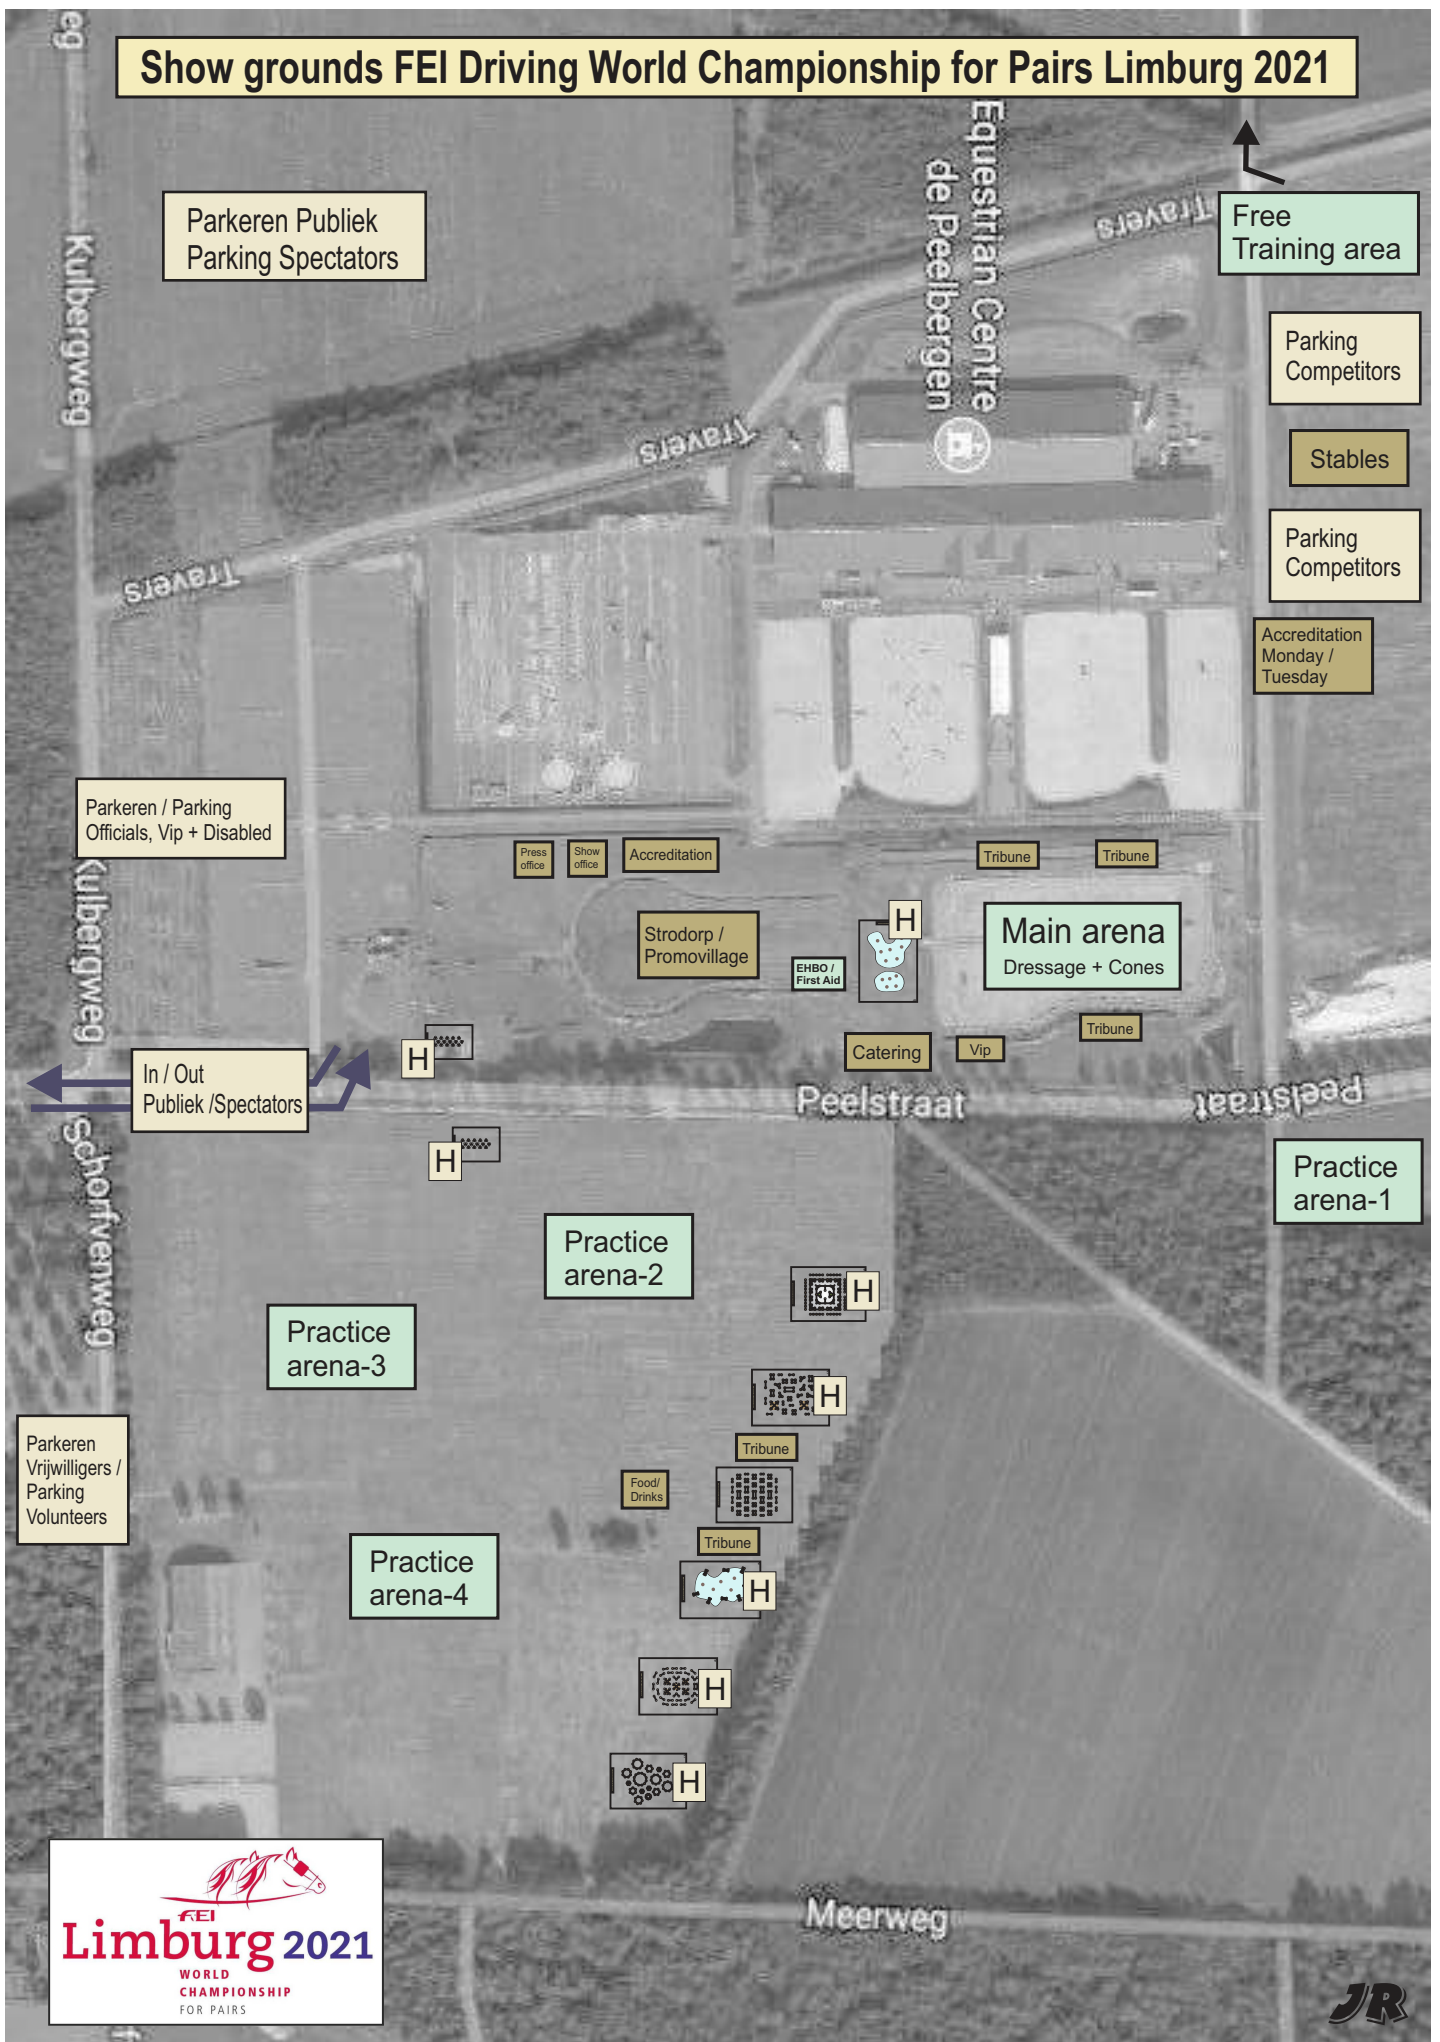 eg
Show grounds FEI Driving World Championship for Pairs Limburg 2021
Equestrian Centre
de Peelbergen
Parkeren Publiek
Parking Spectators
Kulbergweg
Travers
Free
Training area
Parking
Competitors
Travers
Stables
Parking
Competitors
Travers
Accreditation
Monday /
Tuesday
Parkeren / Parking
Officials, Vip + Disabled
Press
office
Show
office
Accreditation
Tribune
Tribune
Kulbergweg
Strodorp /
Promovillage
H
Main arena
Dressage + Cones
EHBO /
First Aid
Tribune
Catering
Vip
H
In / Out
Publiek /Spectators
Peelstraat
Peelstraat
Schorfvenweg
H
Practice
arena-1
Practice
arena-2
H
Practice
arena-3
H
Parkeren
Vrijwilligers /
Parking
Volunteers
Tribune
Food/
Drinks
Tribune
Practice
arena-4
H
H
H
FEI
Limburg 2021
WORLD
CHAMPIONSHIP
FOR PAIRS
Meerweg
JR